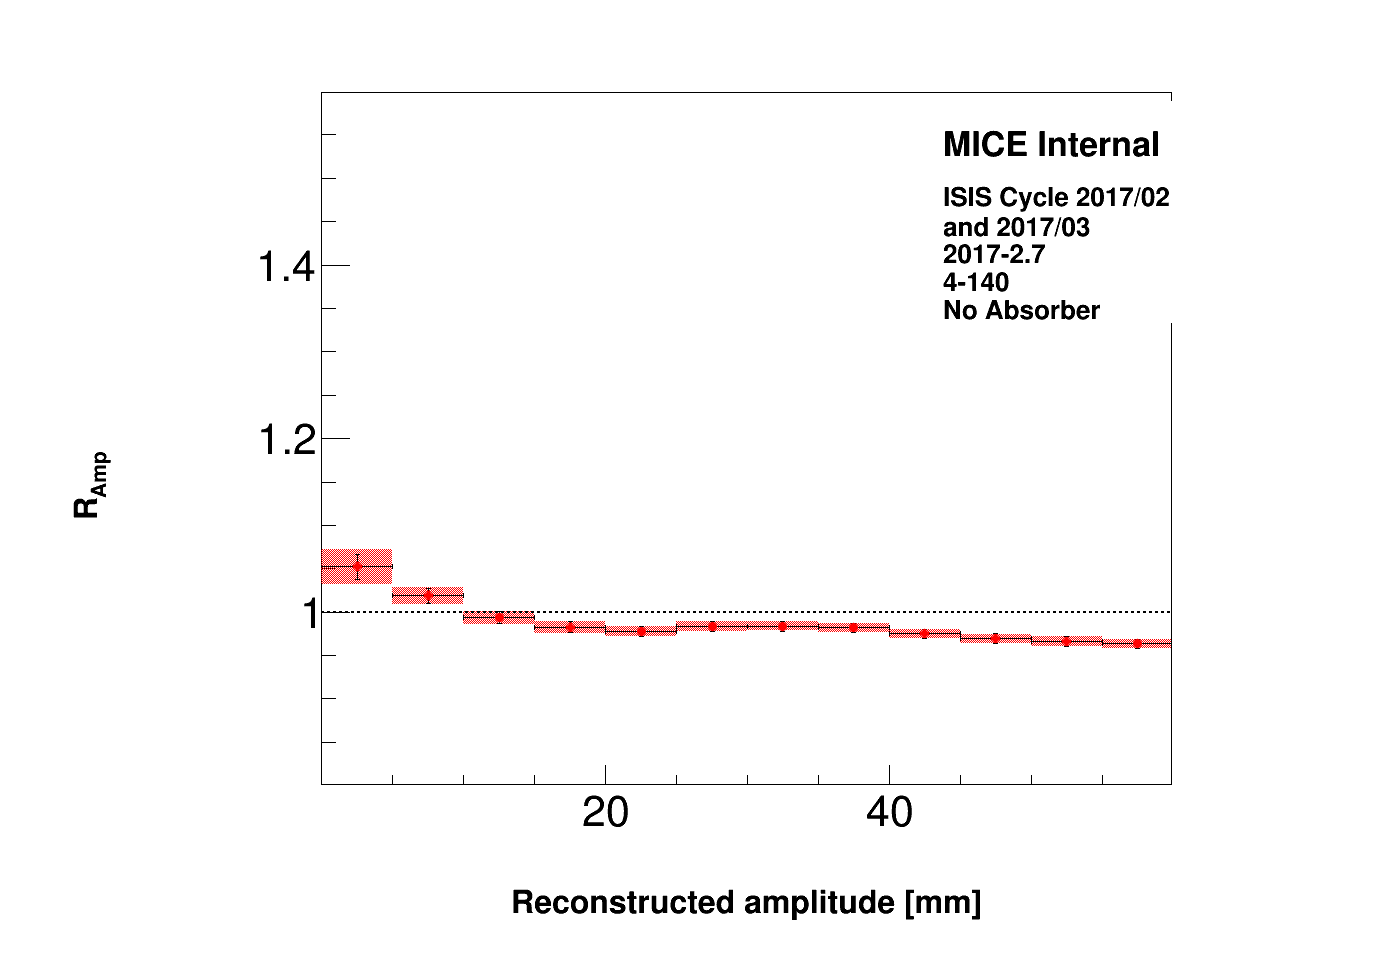 MICE Internal
ISIS Cycle 2017/02
and 2017/03
2017-2.7
4-140
No Absorber
1.4
1.2
1
R_Amp
20
40
Reconstructed amplitude [mm]